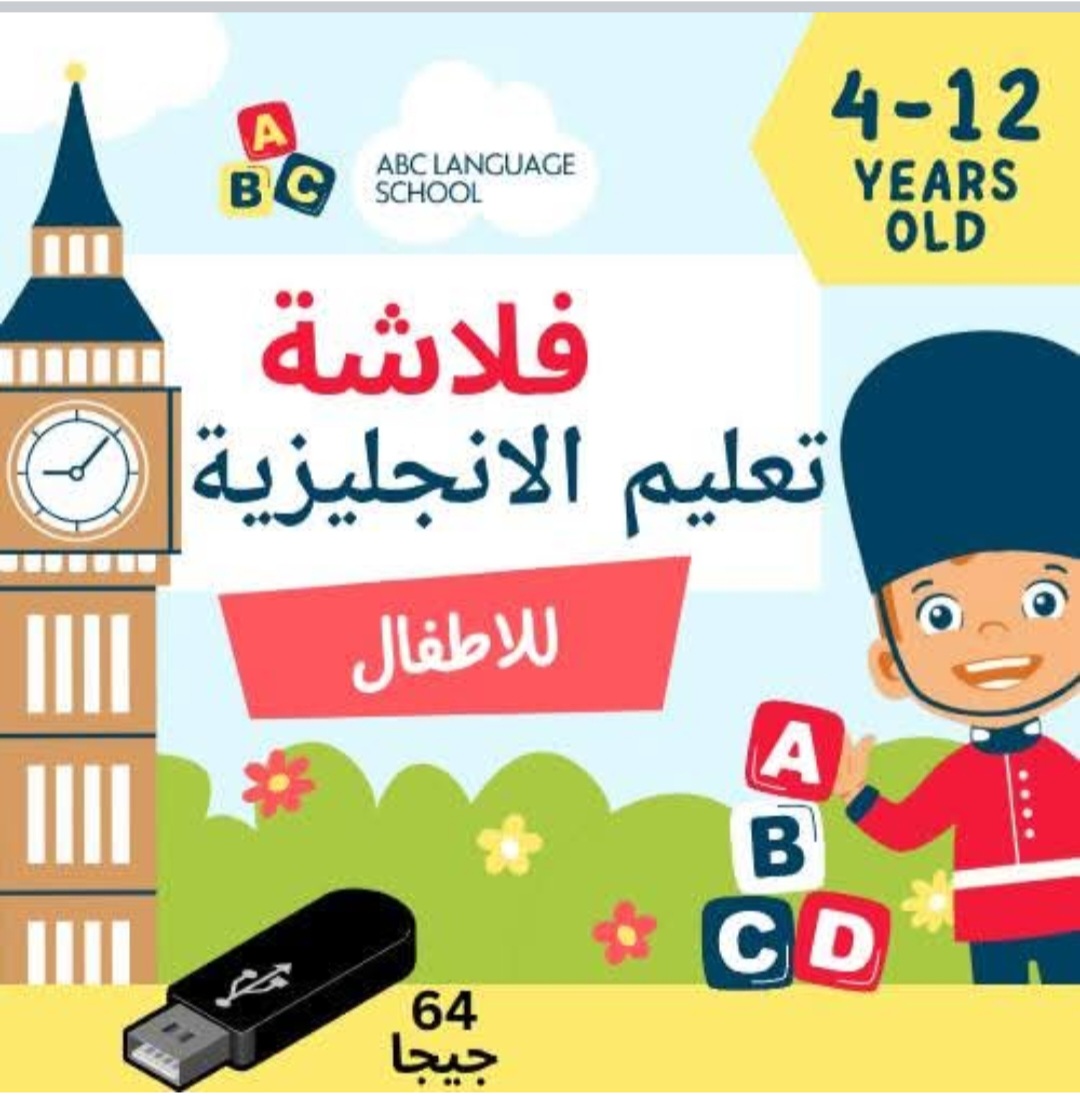 A
B C
ABC LANGUAGE
SCHOOL
4-12
YEARS
OLD
فلاشة
تعليم الانجليزية
للاطفال
A
B
C D
64
جيجا